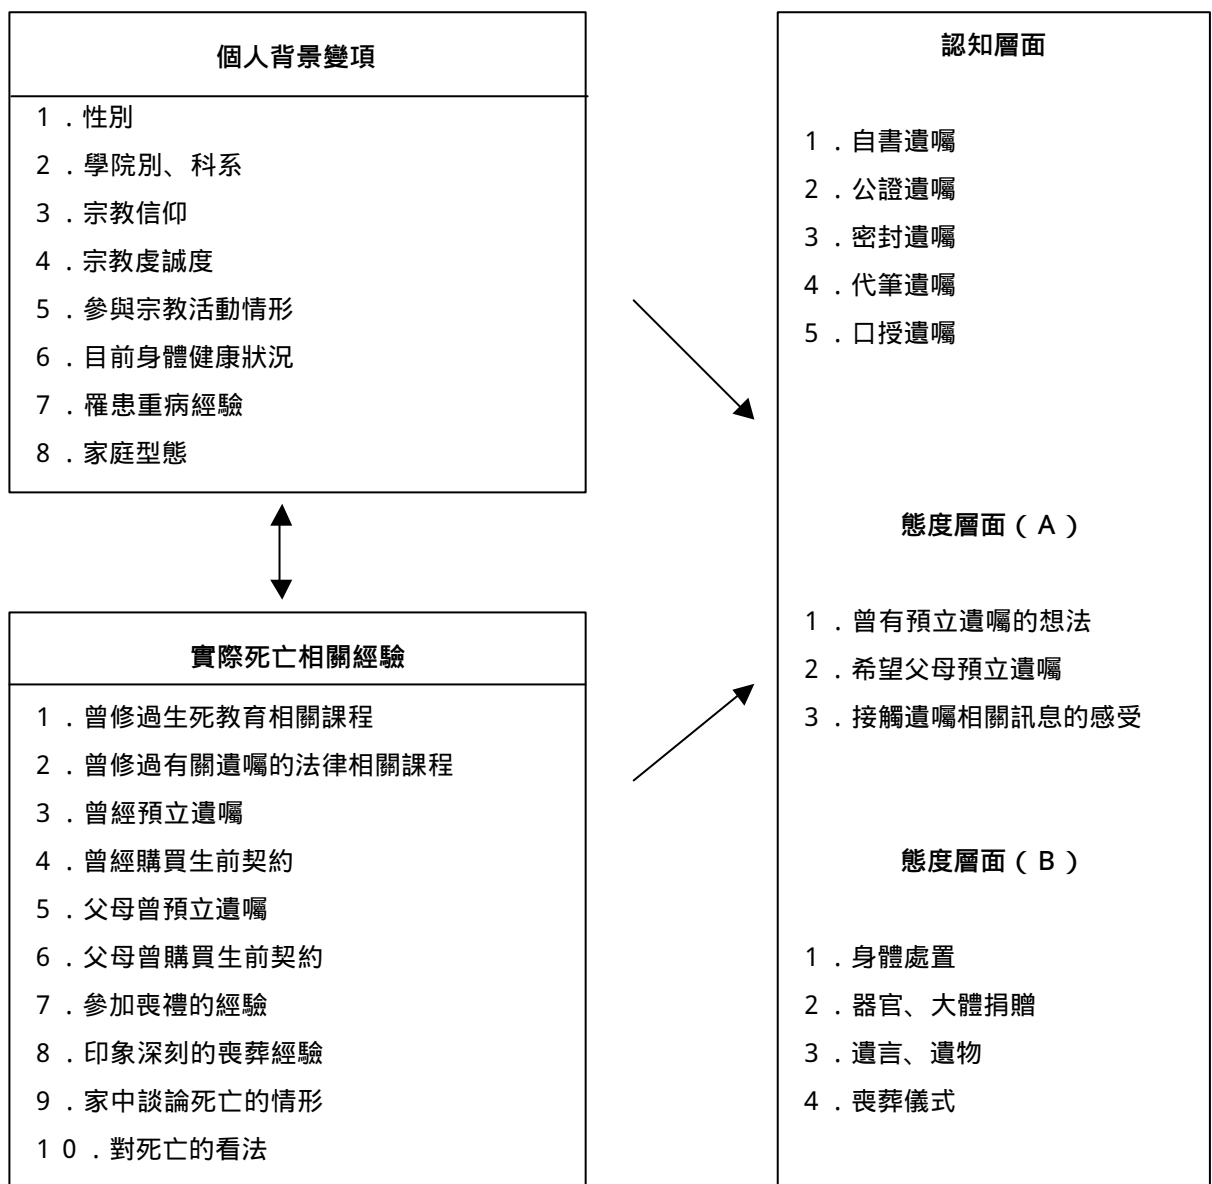 個人背景變項
1．性別
2．學院別、科系
3．宗教信仰
4．宗教虔誠度
5．參與宗教活動情形
6．目前身體健康狀況
7．罹患重病經驗
8．家庭型態
實際死亡相關經驗
1．曾修過生死教育相關課程
2．曾修過有關遺囑的法律相關課程
3．曾經預立遺囑
4．曾經購買生前契約
5．父母曾預立遺囑
6．父母曾購買生前契約
7．參加喪禮的經驗
8．印象深刻的喪葬經驗
9．家中談論死亡的情形
10．對死亡的看法
認知層面
1．自書遺囑
2．公證遺囑
3．密封遺囑
4．代筆遺囑
5．口授遺囑
態度層面（A）
1．曾有預立遺囑的想法
2．希望父母預立遺囑
3．接觸遺囑相關訊息的感受
態度層面（B）
1．身體處置
2．器官、大體捐贈
3．遺言、遺物
4．喪葬儀式